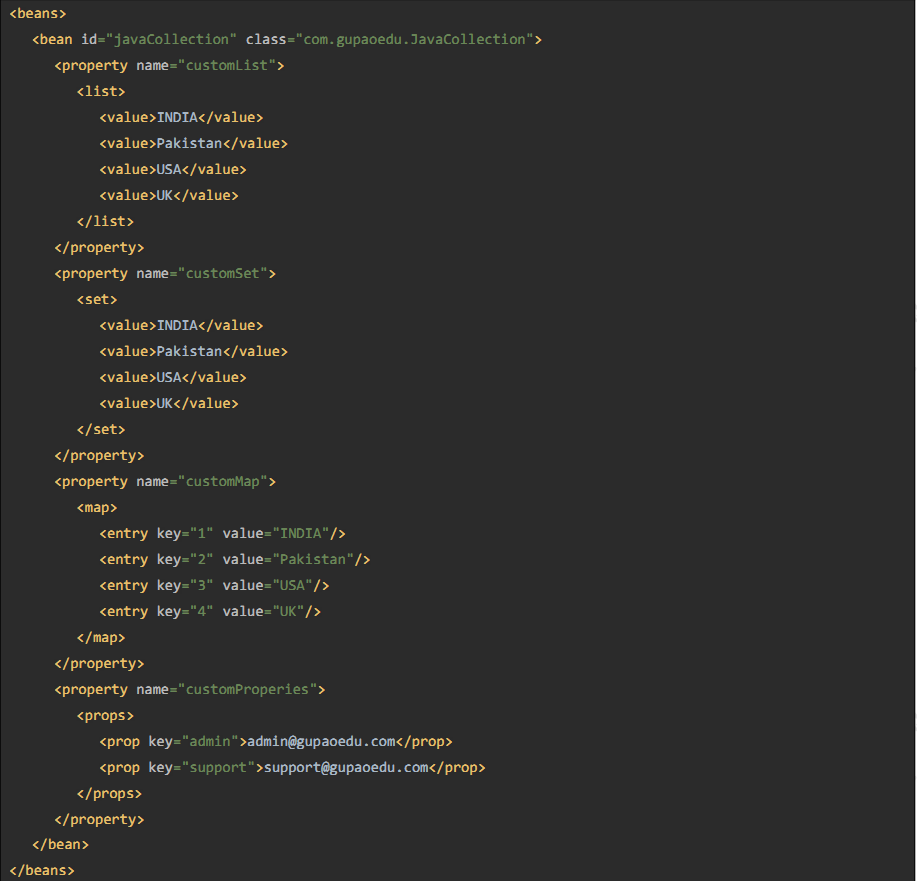 <beans>
<bean id="javaCollection" class="com.gupaoedu.JavaCollection">
<property name="customList">
<list>
<value>INDIA</value>
<value>Pakistan</value>
<value>USA</value>
<value>UK</value>
</list>
</property>
<property name="customSet">
<set>
<value>INDIA</value>
<value>Pakistan</value>
<value>USA</value>
<value>UK</value>
</set>
</property>
<property name="customMap">
<map>
<entry key="1" value="INDIA"/>
<entry key="2" value="Pakistan"/>
<entry key="3" value="USA"/>
<entry key="4" value="UK"/>
</map>
</property>
<property name="customProperies">
<props>
<prop key="admin">admin@gupaoedu.com</prop>
<prop key="support">support@gupaoedu.com</prop>
</props>
</property>
</bean>
</beans>